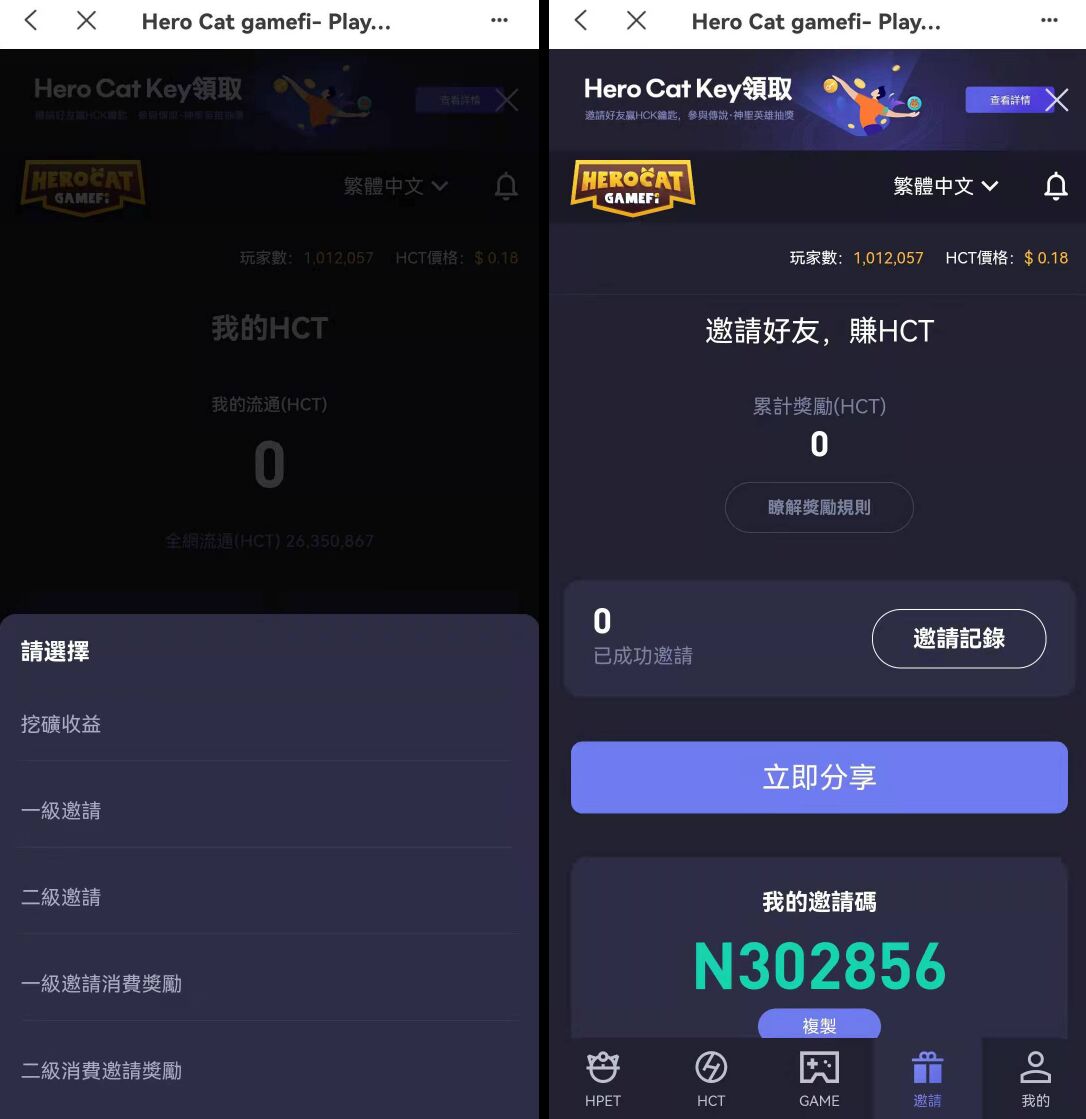 Hero Cat gamefi- Play...
Hero Cat Key領取
邀請好友贏HCK鑰匙，參與傳說·神聖英雄抽獎
查看詳情
HEROCAT
GAMEFi
繁體中文
玩家數：1,012,057 HCT價格：$ 0.18
我的HCT
我的流通(HCT)
0
全網流通(HCT) 26,350,867
請選擇
挖礦收益
一級邀請
二級邀請
一級邀請消費獎勵
二級消費邀請獎勵
Hero Cat gamefi- Play...
Hero Cat Key領取
邀請好友贏HCK鑰匙，參與傳說·神聖英雄抽獎
查看詳情
HEROCAT
GAMEFi
繁體中文
玩家數：1,012,057 HCT價格：$ 0.18
邀請好友，賺HCT
累計獎勵(HCT)
0
瞭解獎勵規則
0
已成功邀請
邀請記錄
立即分享
我的邀請碼
N302856
複製
HPET HCT GAME 邀請 我的